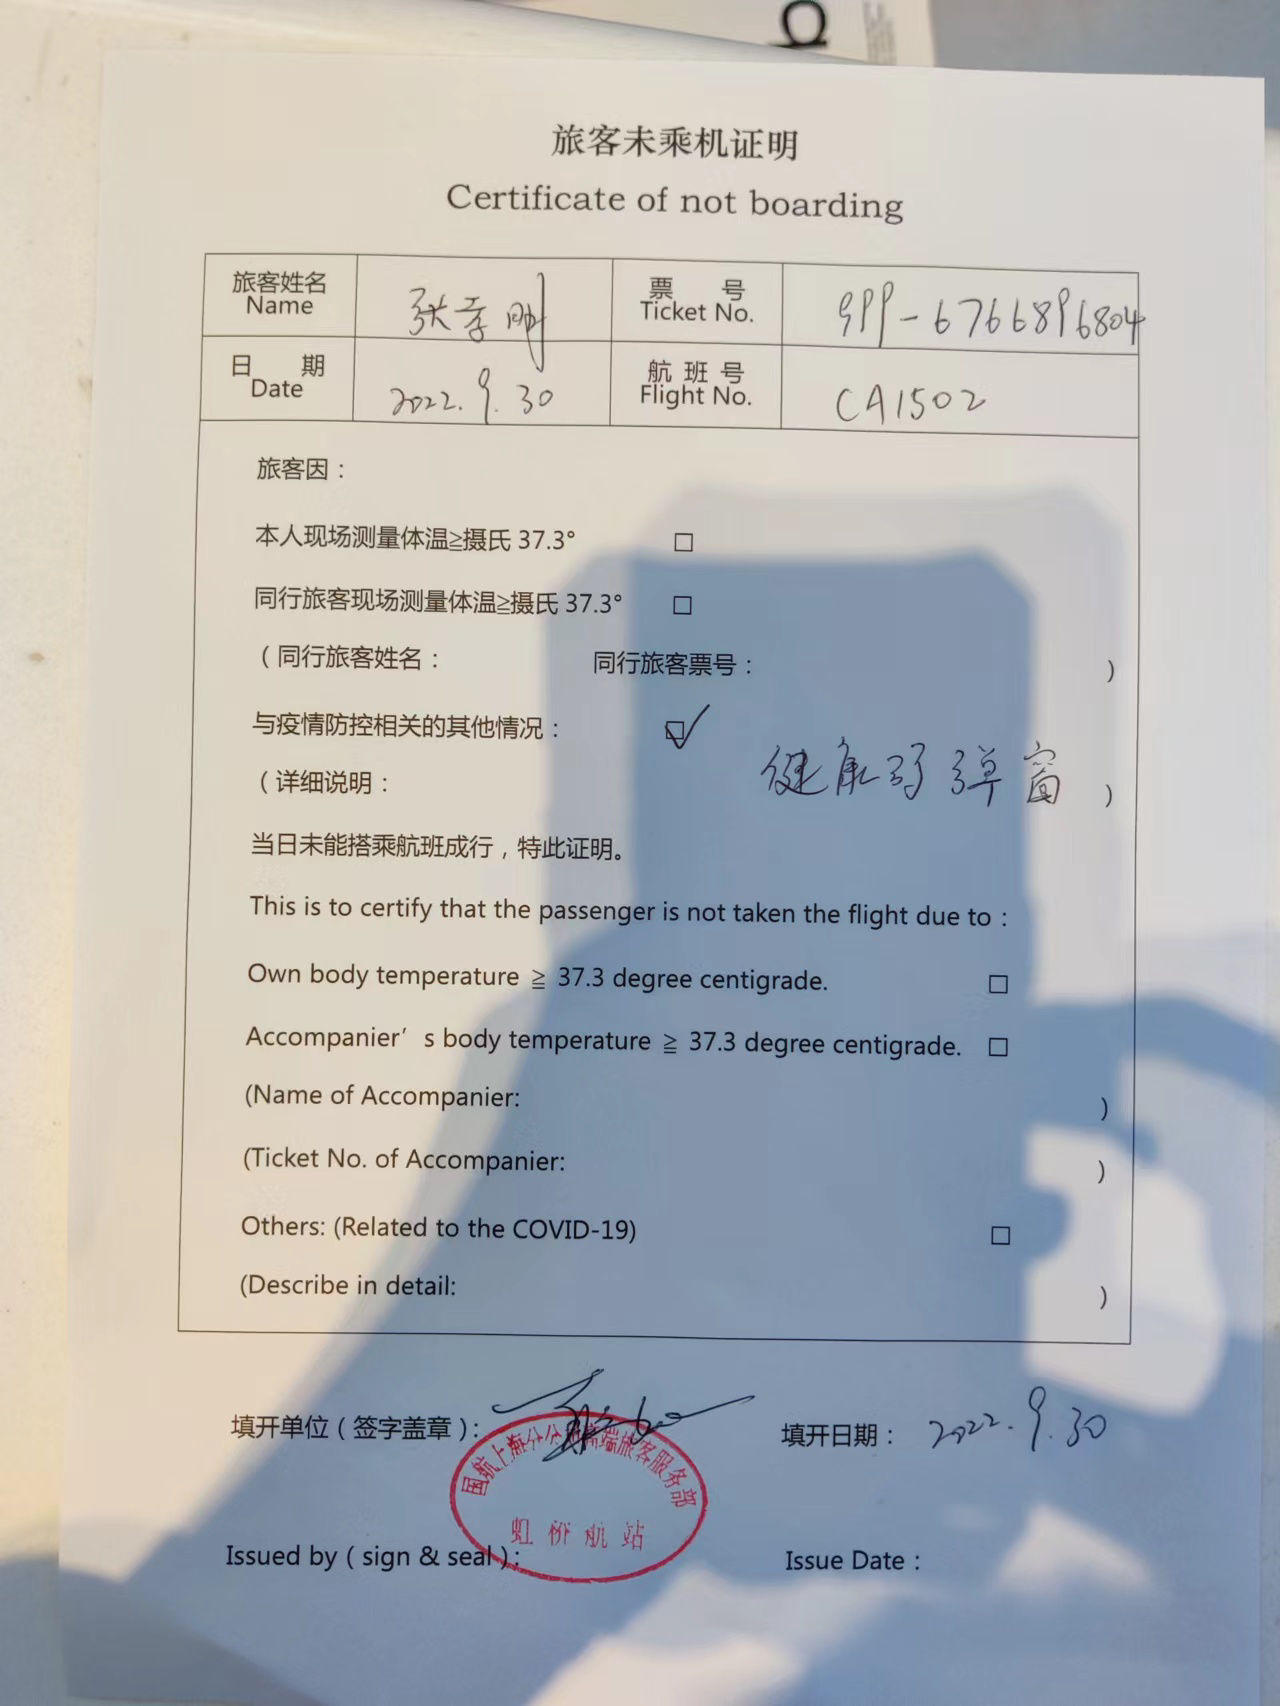 旅客未乘机证明
Certificate of not boarding
旅客姓名 Name 张孝刚 票 号 Ticket No. 999-6766896804
日 期 Date 2022.9.30 航班号 Flight No. CA1502
旅客因：
本人现场测量体温≧摄氏 37.3° □
同行旅客现场测量体温≧摄氏 37.3° □
（同行旅客姓名： 同行旅客票号： ）
与疫情防控相关的其他情况： ☑
（详细说明： 健康码弹窗 ）
当日未能搭乘航班成行，特此证明。
This is to certify that the passenger is not taken the flight due to：
Own body temperature ≧ 37.3 degree centigrade. □
Accompanier’s body temperature ≧ 37.3 degree centigrade. □
(Name of Accompanier: )
(Ticket No. of Accompanier: )
Others: (Related to the COVID-19) □
(Describe in detail: )
填开单位（签字盖章）： 填开日期： 2022.9.30
国航上海分公司高端旅客服务部
虹桥航站
Issued by ( sign & seal )： Issue Date：